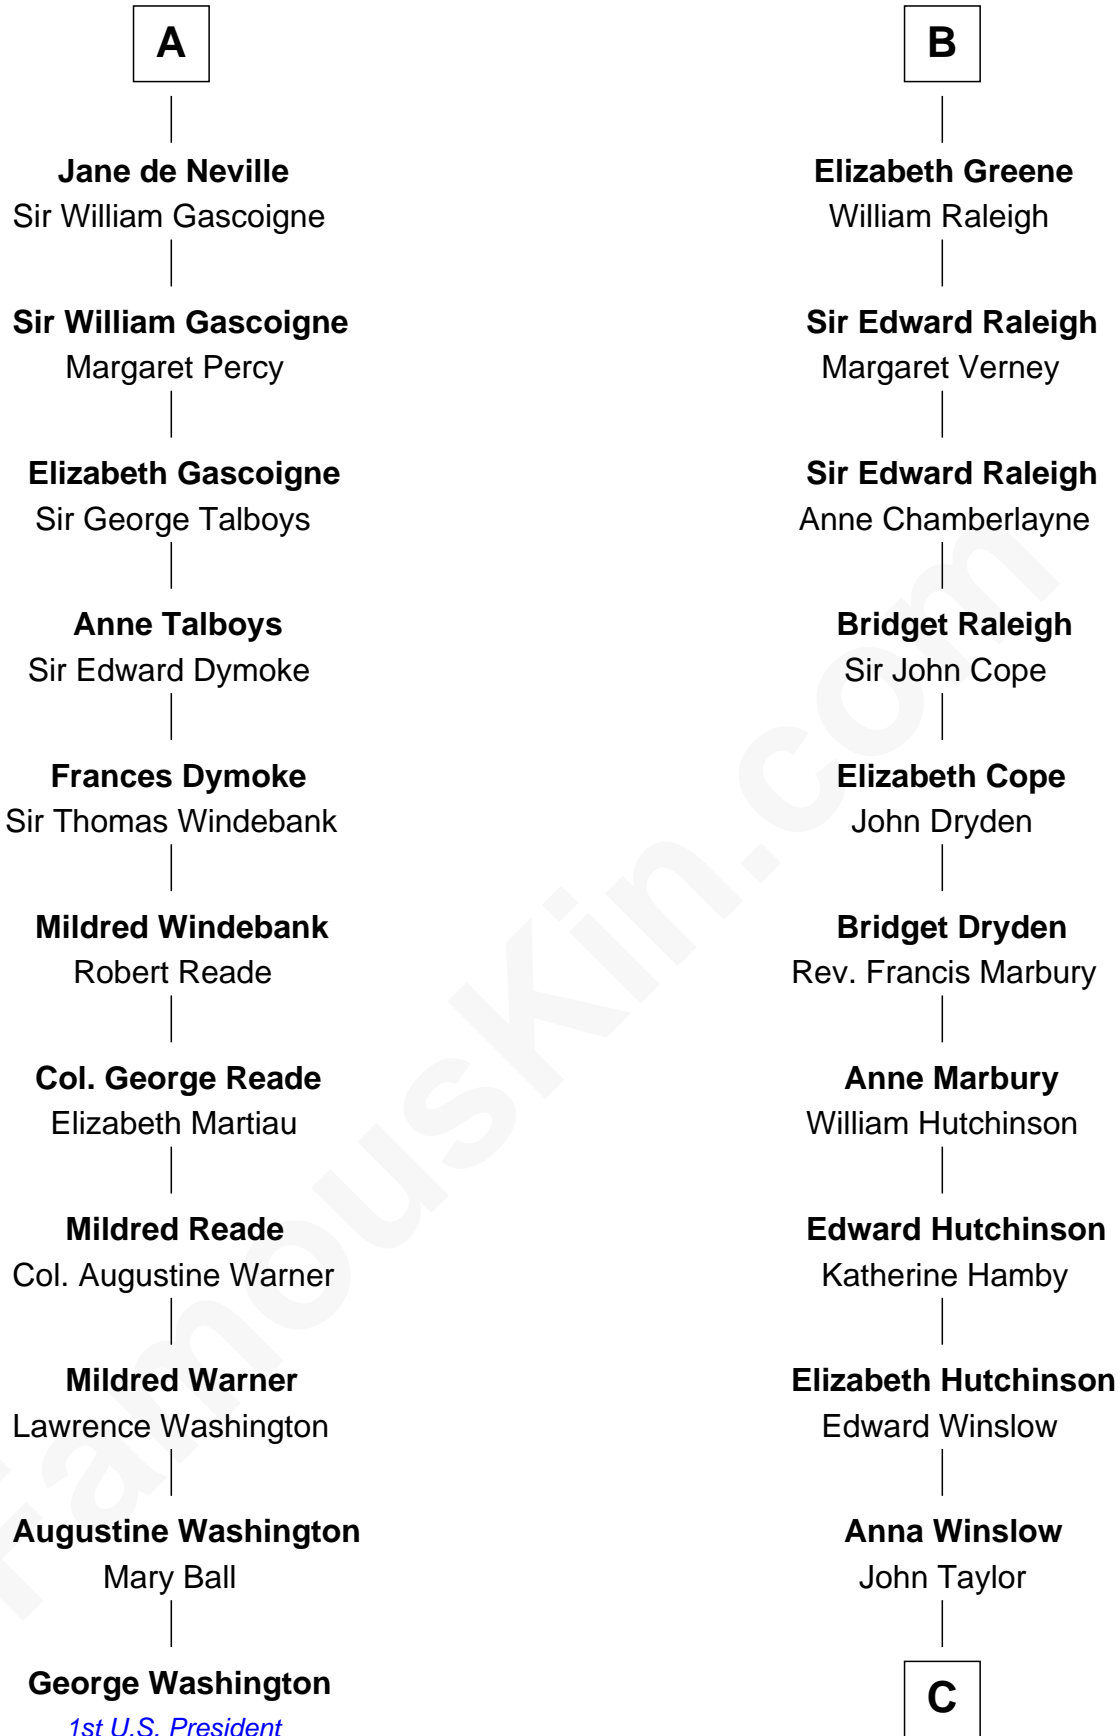 A
Jane de Neville
Sir William Gascoigne
Sir William Gascoigne
Margaret Percy
Elizabeth Gascoigne
Sir George Talboys
Anne Talboys
Sir Edward Dymoke
Frances Dymoke
Sir Thomas Windebank
Mildred Windebank
Robert Reade
Col. George Reade
Elizabeth Martiau
Mildred Reade
Col. Augustine Warner
Mildred Warner
Lawrence Washington
Augustine Washington
Mary Ball
George Washington
1st U.S. President
B
Elizabeth Greene
William Raleigh
Sir Edward Raleigh
Margaret Verney
Sir Edward Raleigh
Anne Chamberlayne
Bridget Raleigh
Sir John Cope
Elizabeth Cope
John Dryden
Bridget Dryden
Rev. Francis Marbury
Anne Marbury
William Hutchinson
Edward Hutchinson
Katherine Hamby
Elizabeth Hutchinson
Edward Winslow
Anna Winslow
John Taylor
C
FamousKin.com